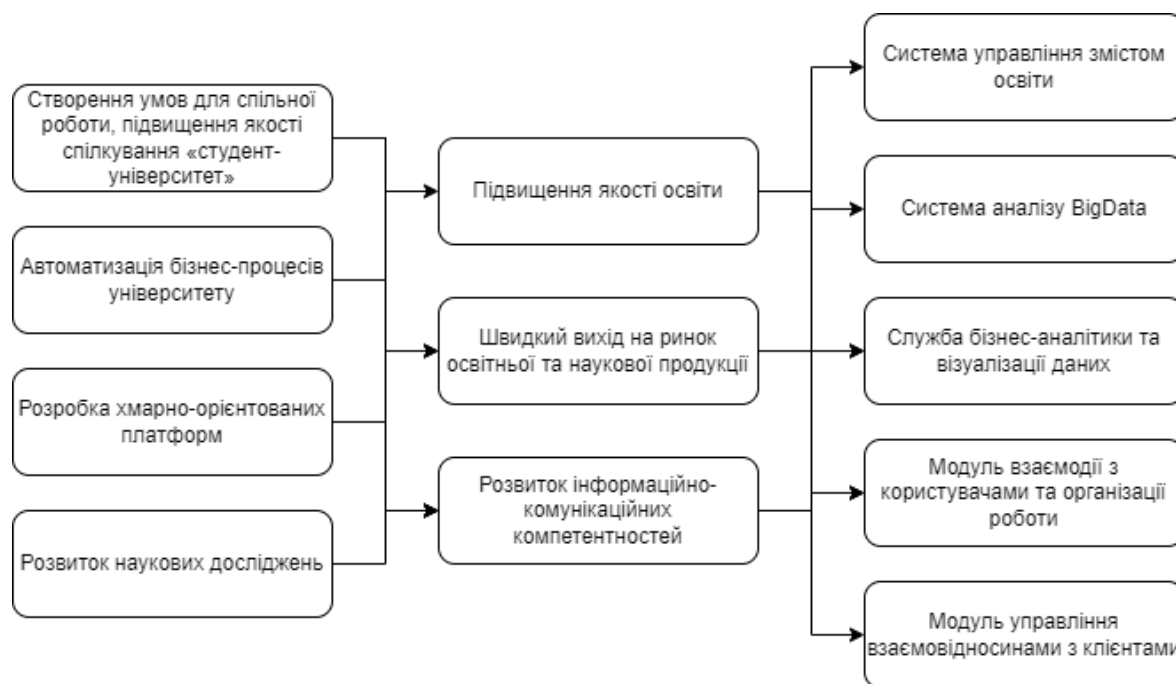 Створення умов для спільної
роботи, підвищення якості
спілкування «студент-
університет»
Автоматизація бізнес-процесів
університету
Розробка хмарно-орієнтованих
платформ
Розвиток наукових досліджень
Підвищення якості освіти
Швидкий вихід на ринок
освітньої та наукової продукції
Розвиток інформаційно-
комунікаційних
компетентностей
Система управління змістом
освіти
Система аналізу BigData
Служба бізнес-аналітики та
візуалізації даних
Модуль взаємодії з
користувачами та організації
роботи
Модуль управління
взаємовідносинами з клієнтами